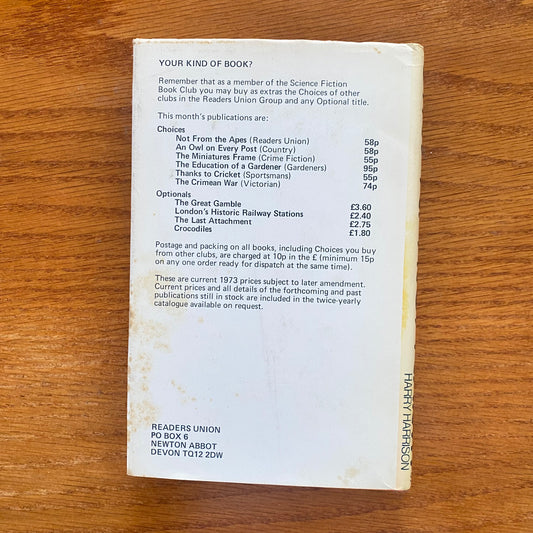 YOUR KIND OF BOOK?
Remember that as a member of the Science Fiction
Book Club you may buy as extras the Choices of other
clubs in the Readers Union Group and any Optional title.
This month's publications are:
Choices
Not From the Apes (Readers Union) 58p
An Owl on Every Post (Country) 58p
The Miniatures Frame (Crime Fiction) 55p
The Education of a Gardener (Gardeners) 95p
Thanks to Cricket (Sportsmans) 55p
The Crimean War (Victorian) 74p
Optionals
The Great Gamble £3.60
London's Historic Railway Stations £2.40
The Last Attachment £2.75
Crocodiles £1.80
Postage and packing on all books, including Choices you buy
from other clubs, are charged at 10p in the £ (minimum 15p
on any one order ready for dispatch at the same time).
These are current 1973 prices subject to later amendment.
Current prices and all details of the forthcoming and past
publications still in stock are included in the twice-yearly
catalogue available on request.
READERS UNION
PO BOX 6
NEWTON ABBOT
DEVON TQ12 2DW
HARRY HARRISON